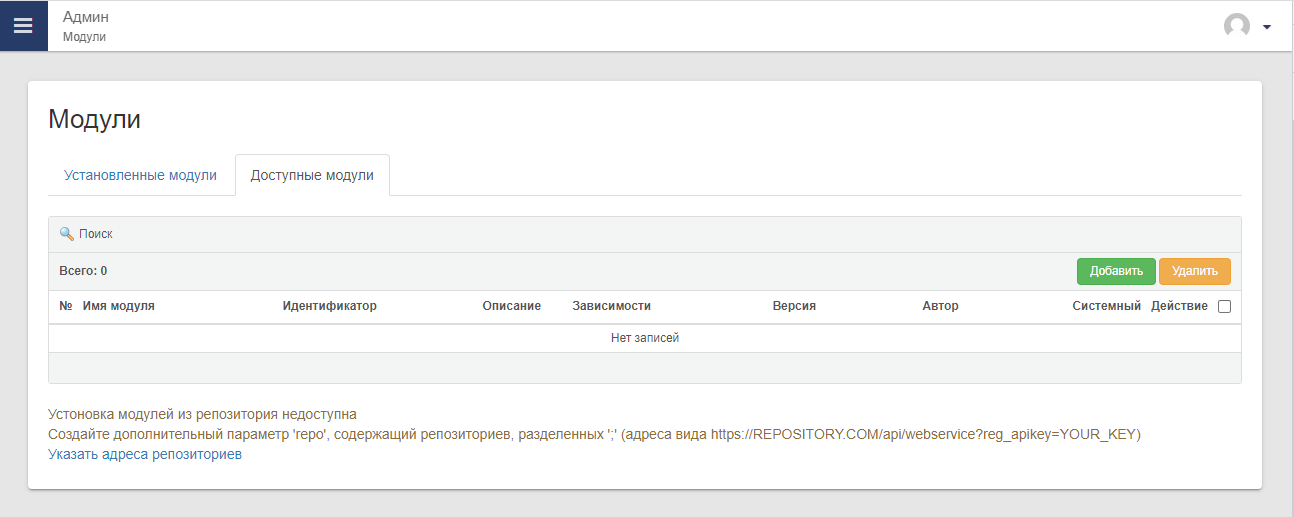 Админ
Модули
Модули
Установленные модули Доступные модули
Поиск
Всего: 0 Добавить Удалить
№ Имя модуля Идентификатор Описание Зависимости Версия Автор Системный Действие
Нет записей
Устоновка модулей из репозитория недоступна
Создайте дополнительный параметр 'repo', содержащий репозиториев, разделенных ';' (адреса вида https://REPOSITORY.COM/api/webservice?reg_apikey=YOUR_KEY)
Указать адреса репозиториев